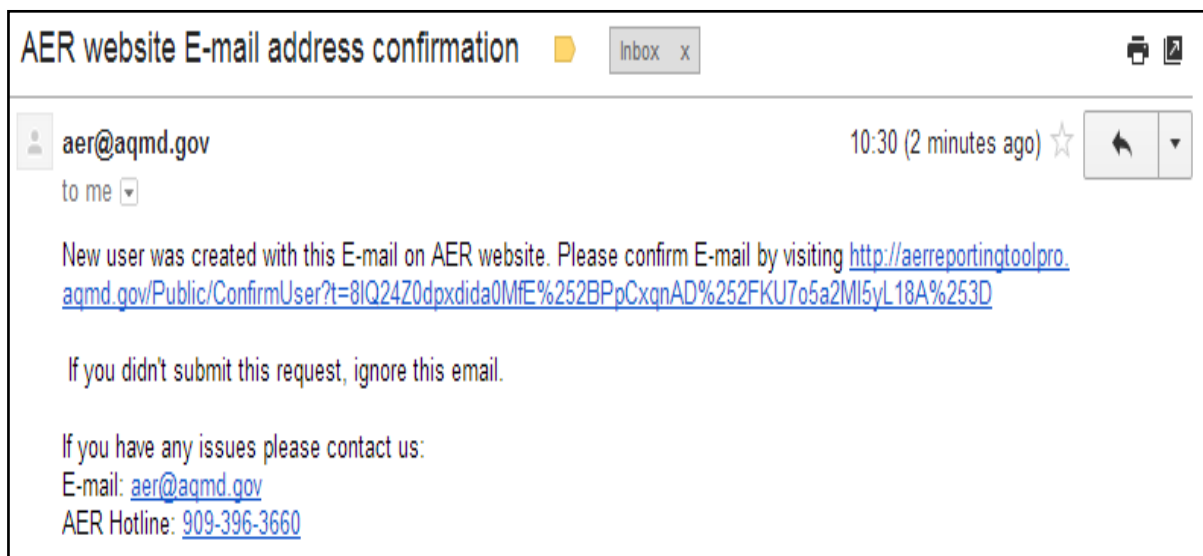 AER website E-mail address confirmation
Inbox x
aer@aqmd.gov
10:30 (2 minutes ago)
to me
New user was created with this E-mail on AER website. Please confirm E-mail by visiting http://aerreportingtoolpro.
aqmd.gov/Public/ConfirmUser?t=8lQ24Z0dpxdida0MfE%252BPpCxqnAD%252FKU7o5a2Ml5yL18A%253D
If you didn't submit this request, ignore this email.
If you have any issues please contact us:
E-mail: aer@aqmd.gov
AER Hotline: 909-396-3660